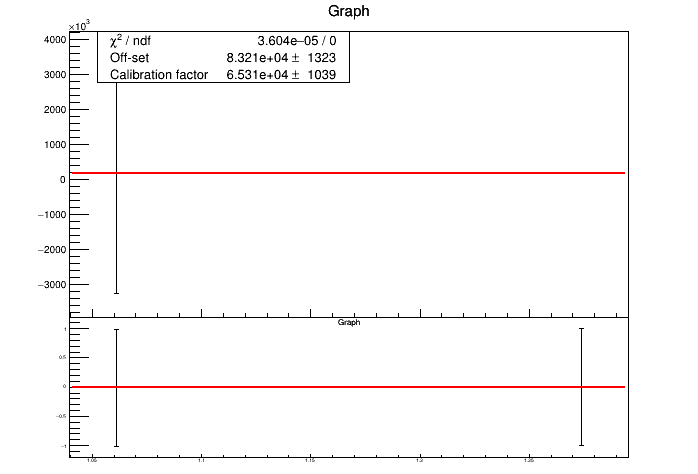 Graph
×10³
χ² / ndf 3.604e−05 / 0
Off-set 8.321e+04 ± 1323
Calibration factor 6.531e+04 ± 1039
4000
3000
2000
1000
0
−1000
−2000
−3000
Graph
1
0.5
0
−0.5
−1
1.05 1.1 1.15 1.2 1.25